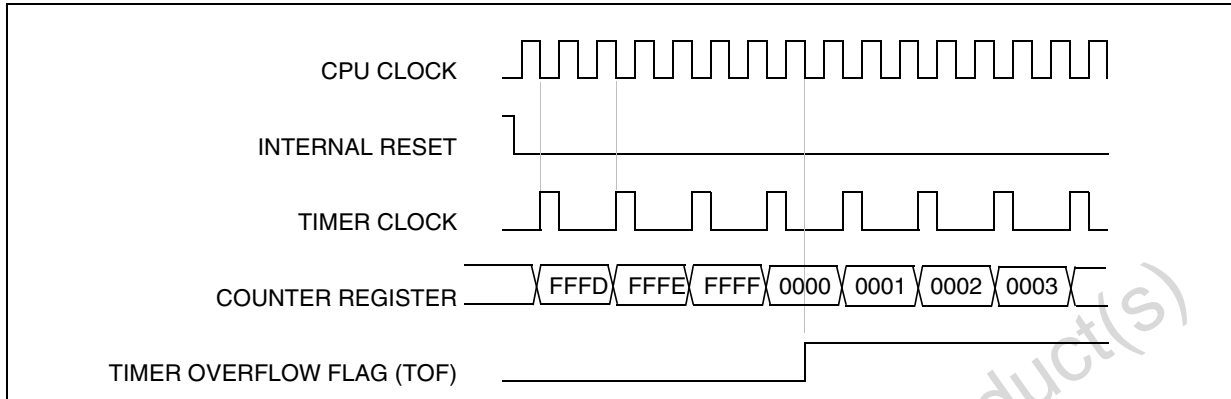 CPU CLOCK
INTERNAL RESET
TIMER CLOCK
FFFD FFFE FFFF 0000 0001 0002 0003
COUNTER REGISTER
TIMER OVERFLOW FLAG (TOF)
duct(s)